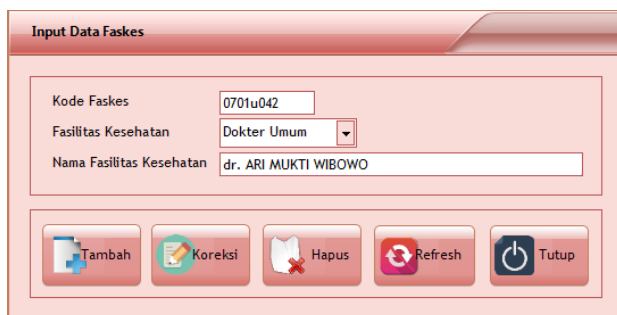 Input Data Faskes
Kode Faskes 0701u042
Fasilitas Kesehatan Dokter Umum
Nama Fasilitas Kesehatan dr. ARI MUKTI WIBOWO
Tambah Koreksi Hapus Refresh Tutup